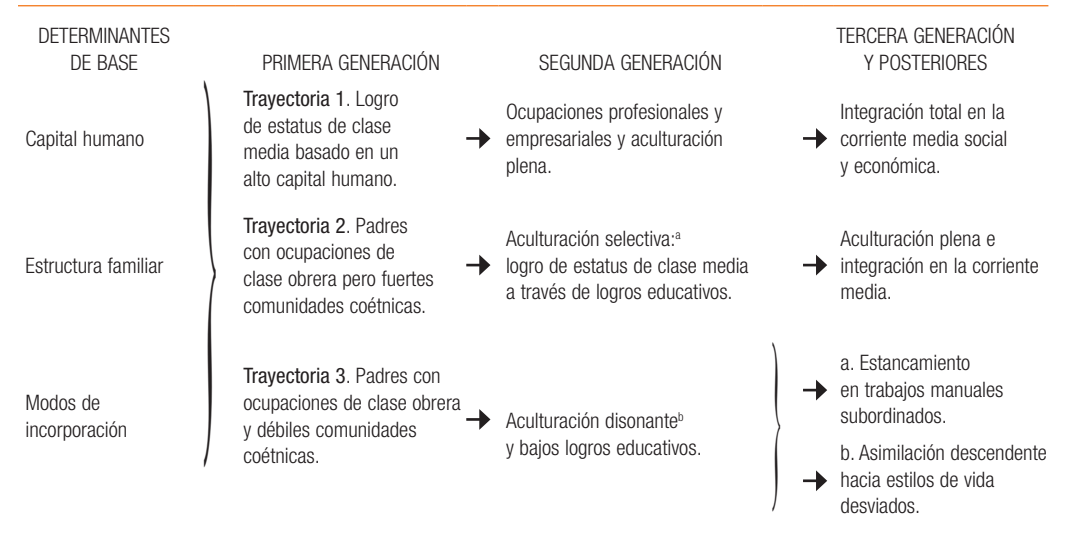 DETERMINANTES
DE BASE
PRIMERA GENERACIÓN
SEGUNDA GENERACIÓN
TERCERA GENERACIÓN
Y POSTERIORES
Capital humano
Trayectoria 1. Logro
de estatus de clase
media basado en un
alto capital humano.
Ocupaciones profesionales y
empresariales y aculturación
plena.
Integración total en la
corriente media social
y económica.
Estructura familiar
Trayectoria 2. Padres
con ocupaciones de
clase obrera pero fuertes
comunidades coétnicas.
Aculturación selectiva:ª
logro de estatus de clase media
a través de logros educativos.
Aculturación plena e
integración en la corriente
media.
Modos de
incorporación
Trayectoria 3. Padres con
ocupaciones de clase obrera
y débiles comunidades
coétnicas.
Aculturación disonanteᵇ
y bajos logros educativos.
a. Estancamiento
en trabajos manuales
subordinados.
b. Asimilación descendente
hacia estilos de vida
desviados.